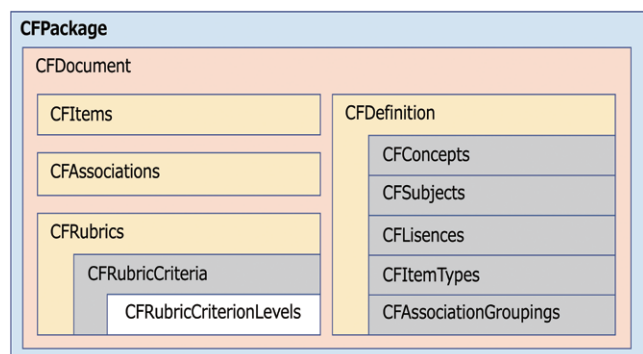 CFPackage
CFDocument
CFItems
CFAssociations
CFRubrics
CFRubricCriteria
CFRubricCriterionLevels
CFDefinition
CFConcepts
CFSubjects
CFLisences
CFItemTypes
CFAssociationGroupings